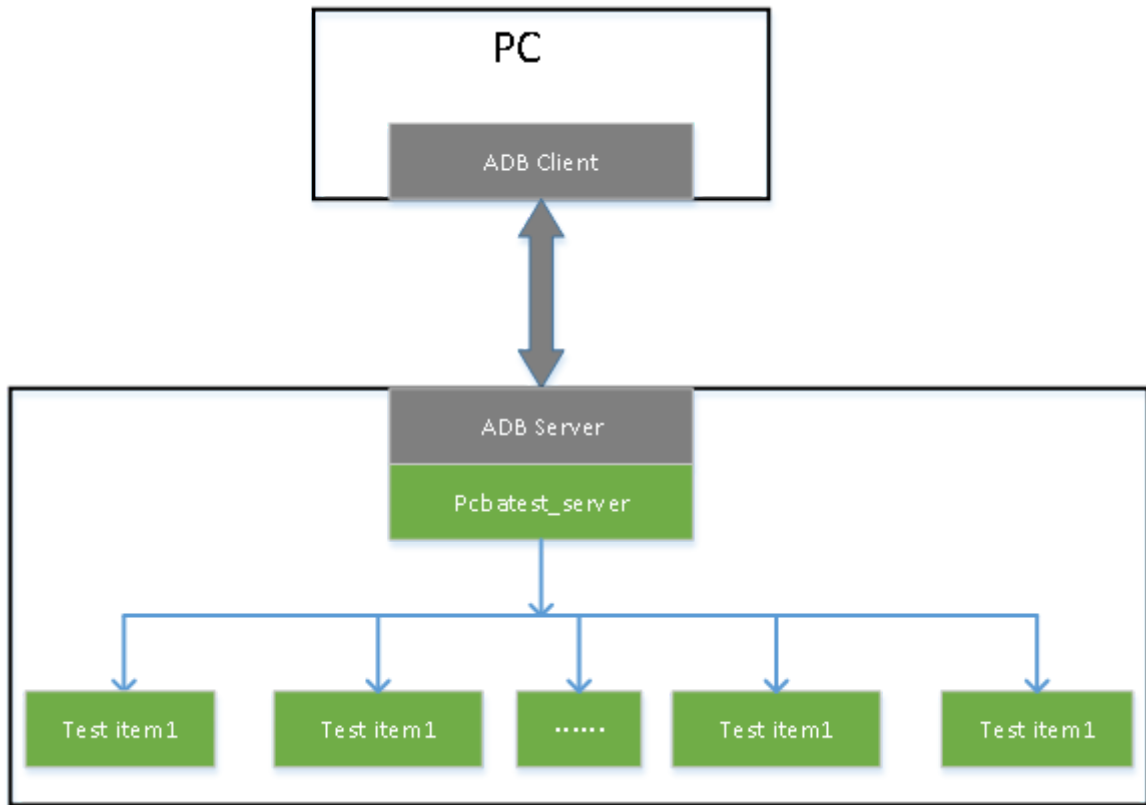 PC
ADB Client
ADB Server
Pcbatest_server
Test item1
Test item1
......
Test item1
Test item1